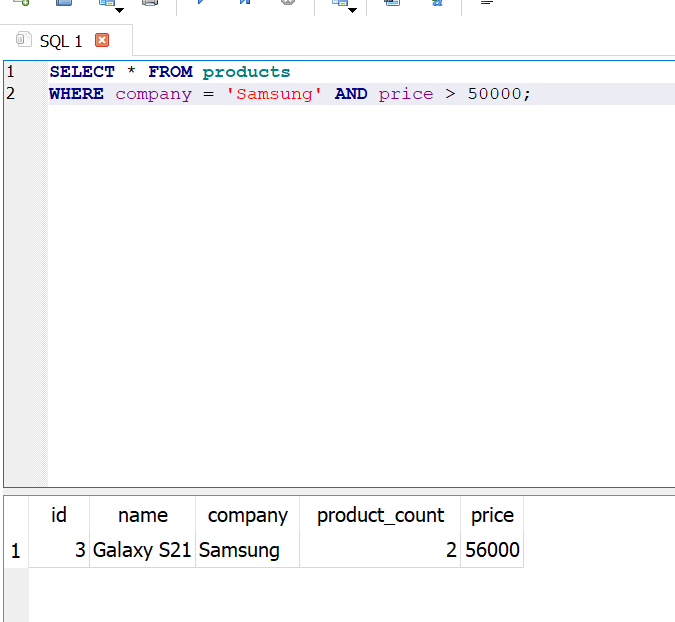 SQL 1
1 SELECT * FROM products
2 WHERE company = 'Samsung' AND price > 50000;
id name company product_count price
1 3 Galaxy S21 Samsung 2 56000